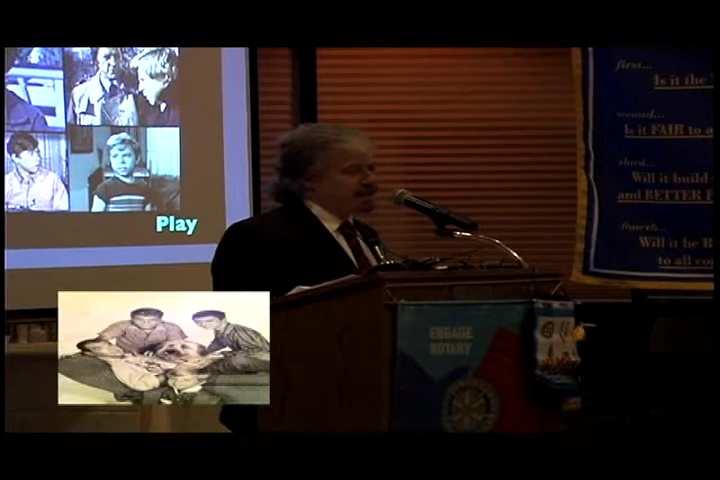 Play
first...
Is it the
second...
Is it FAIR to a
third...
Will it build
and BETTER F
fourth...
Will it be B
to all con
ENGAGE
ROTARY